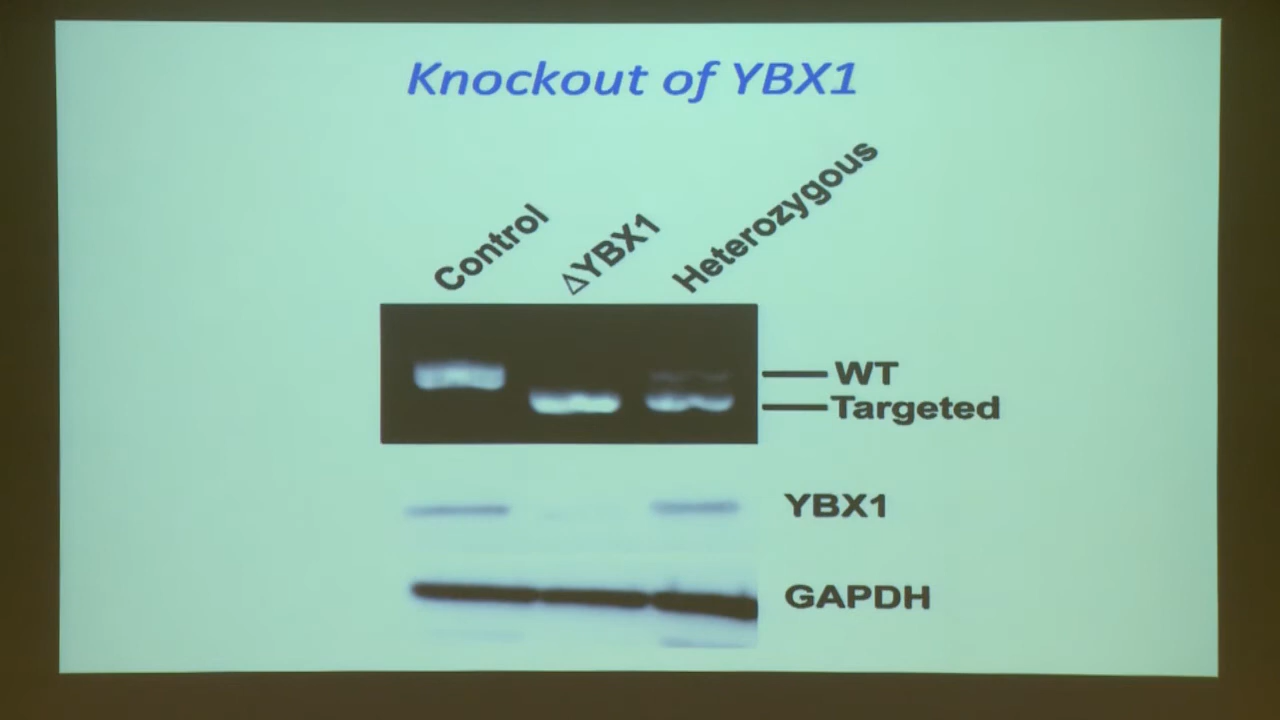 Knockout of YBX1
Control
ΔYBX1
Heterozygous
WT
Targeted
YBX1
GAPDH